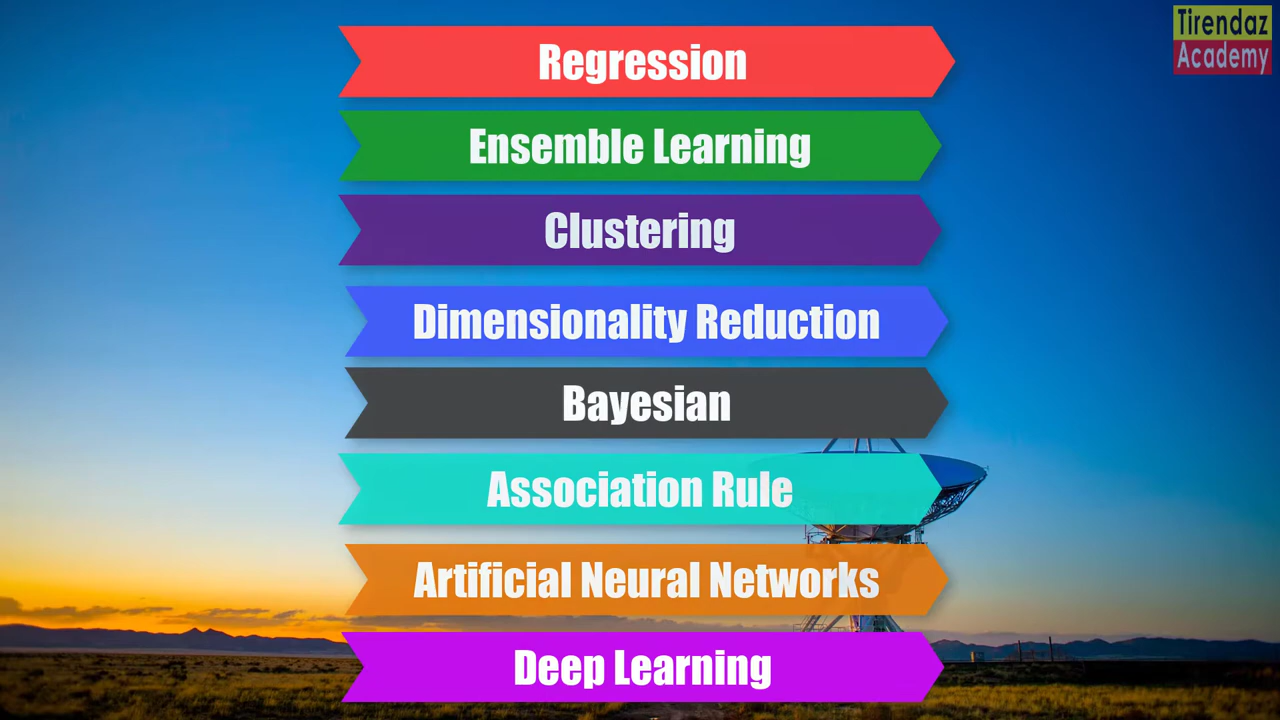 Tirendaz
Academy
Regression
Ensemble Learning
Clustering
Dimensionality Reduction
Bayesian
Association Rule
Artificial Neural Networks
Deep Learning